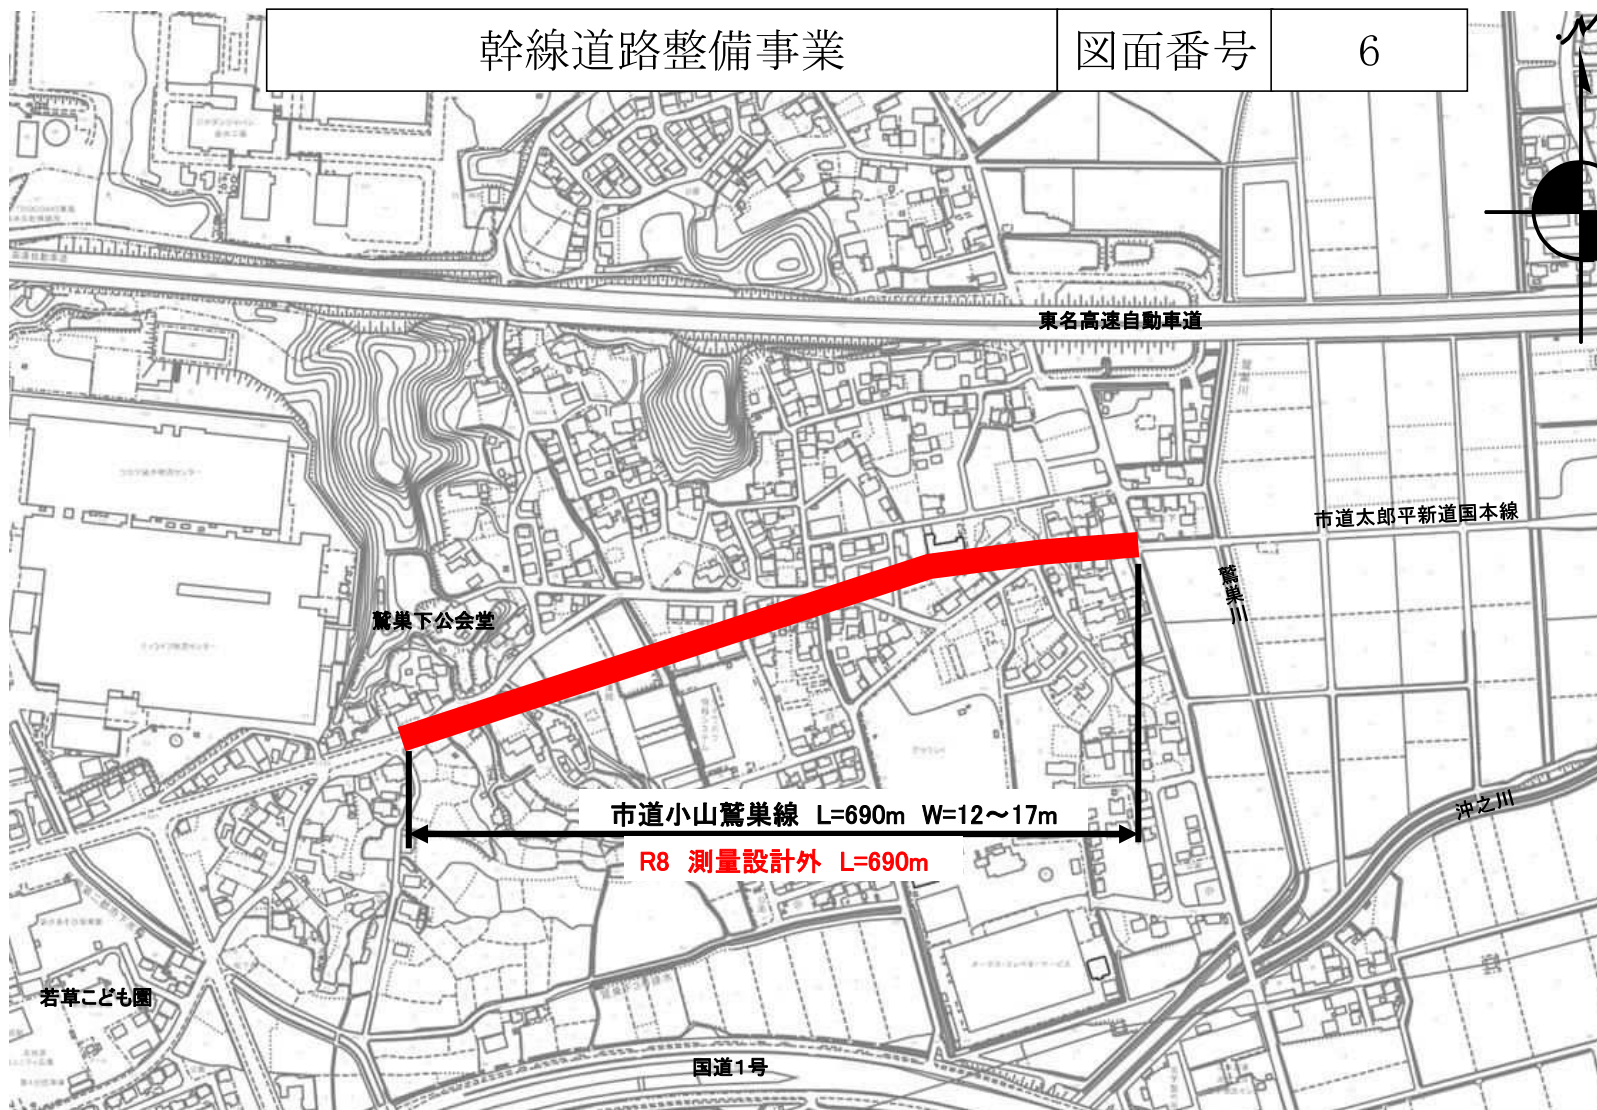 幹線道路整備事業 図面番号 6
東名高速自動車道
市道太郎平新道国本線
鷲巣川
鷲巣下公会堂
市道小山鷲巣線 L=690m W=12～17m
R8 測量設計外 L=690m
沖之川
若草こども園
国道1号